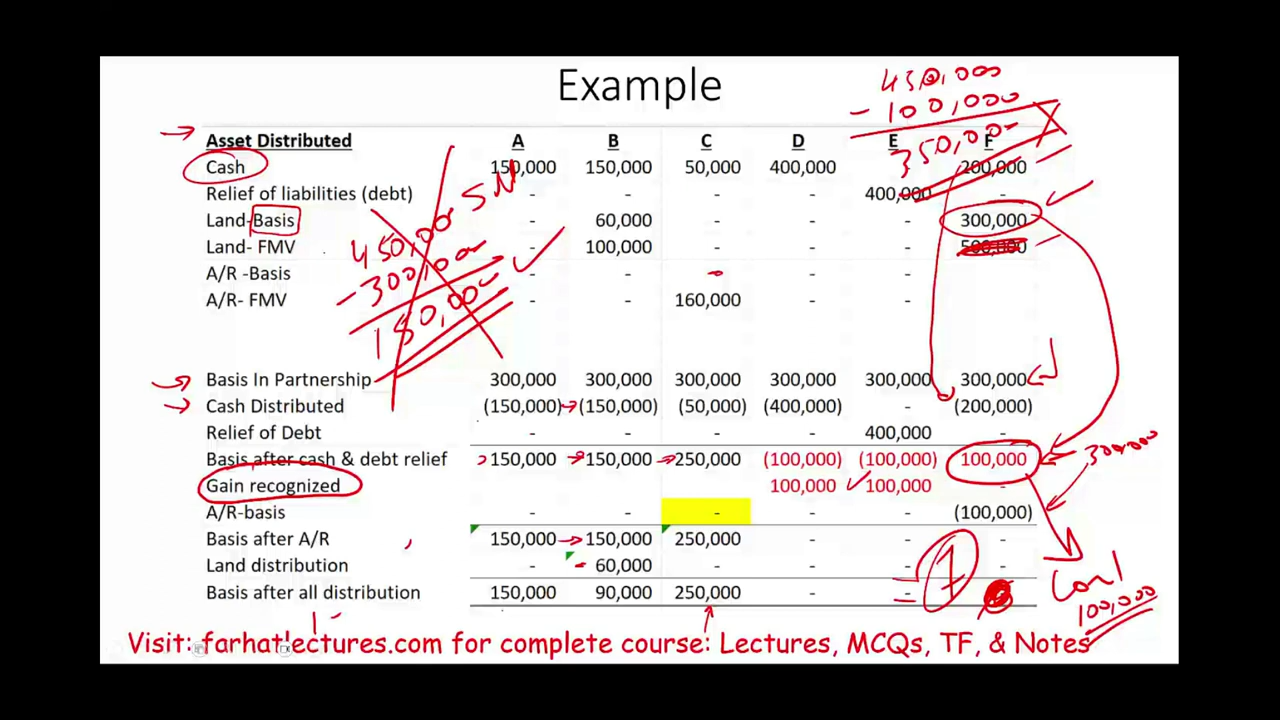 Example
430,000
- 100,000
350,000
Asset Distributed A B C D E F
Cash 150,000 150,000 50,000 400,000 200,000
Relief of liabilities (debt) - - - - 400,000 -
Land-Basis - 60,000 - - - 300,000
Land- FMV - 100,000 - - - 500,000
A/R -Basis - - - - -
A/R- FMV - - 160,000 - -
450,000
- 300,000
150,000
Basis In Partnership 300,000 300,000 300,000 300,000 300,000 300,000
Cash Distributed (150,000) (150,000) (50,000) (400,000) - (200,000)
Relief of Debt - - - - 400,000 -
Basis after cash & debt relief 150,000 150,000 250,000 (100,000) (100,000) 100,000
300,000
Gain recognized 100,000 100,000 -
A/R-basis - - - - - (100,000)
Basis after A/R 150,000 150,000 250,000 - - -
Land distribution - 60,000 - - - -
Basis after all distribution 150,000 90,000 250,000 - -
100,000
Visit: farhatlectures.com for complete course: Lectures, MCQs, TF, & Notes